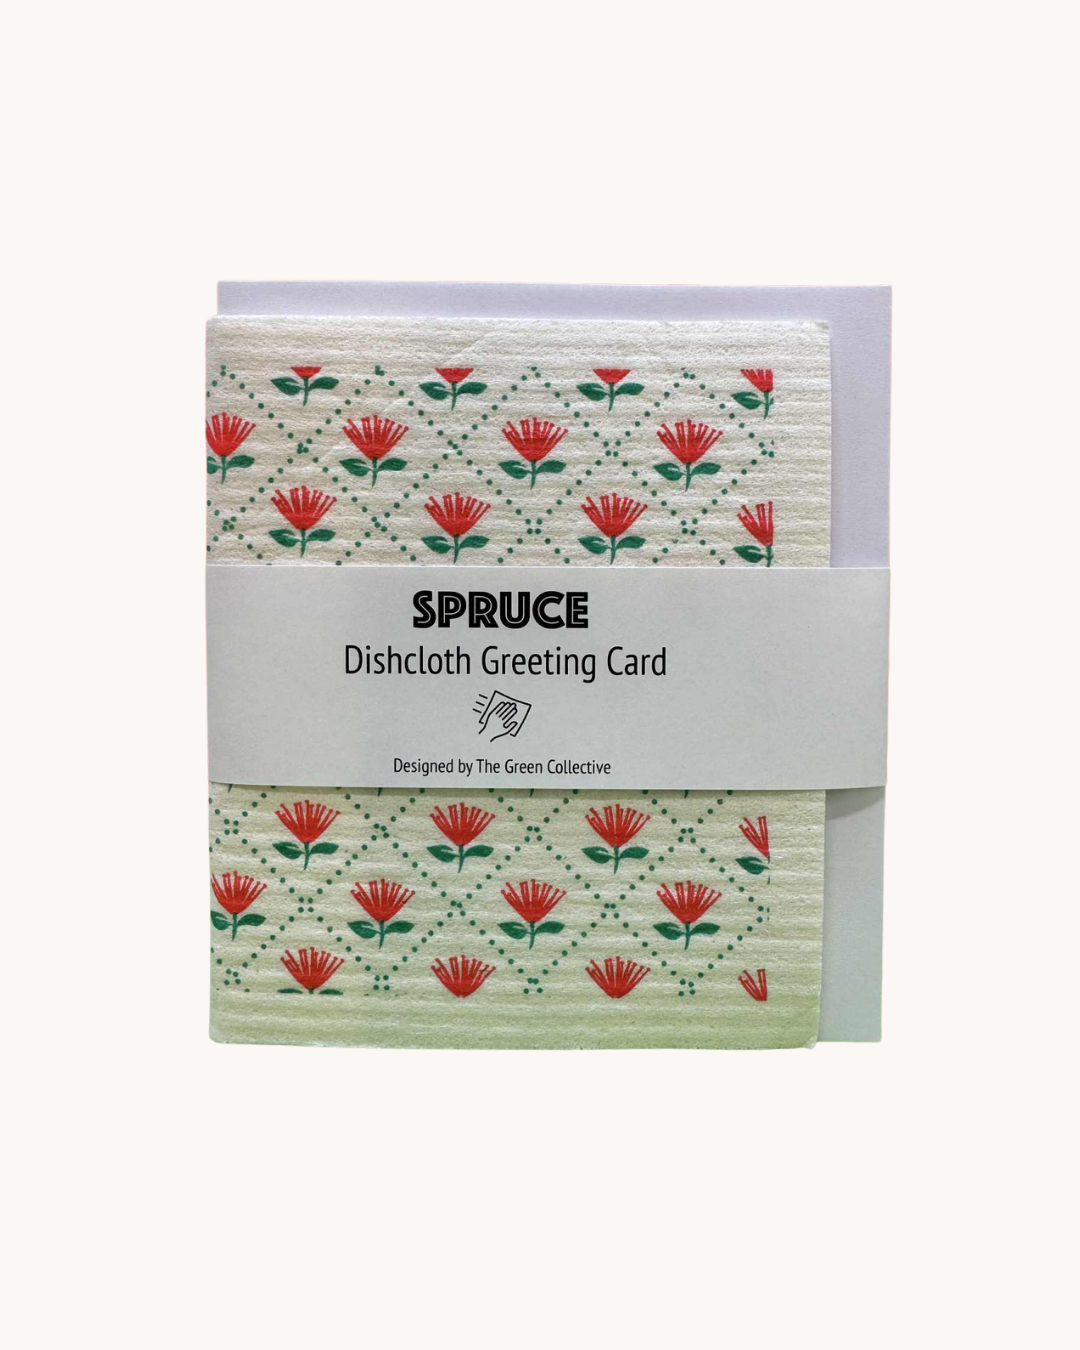 SPRUCE
Dishcloth Greeting Card
Designed by The Green Collective